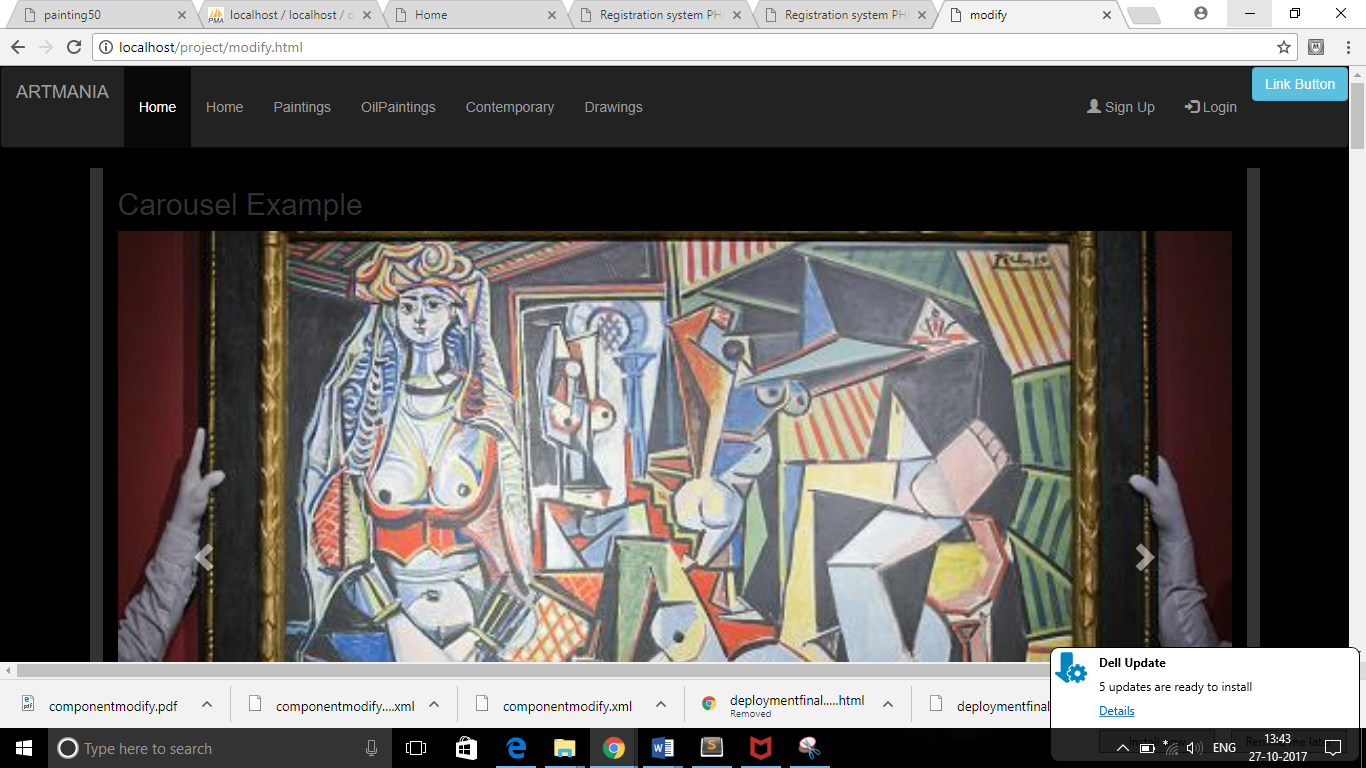 painting50
localhost / localhost / d
Home
Registration system PH
Registration system PH
modify
localhost/project/modify.html
ARTMANIA
Home
Home
Paintings
OilPaintings
Contemporary
Drawings
Sign Up
Login
Link Button
Carousel Example
Picasso
Dell Update
5 updates are ready to install
Details
componentmodify.pdf
componentmodify....xml
componentmodify.xml
deploymentfinal.....html
Removed
deploymentfinal
Type here to search
ENG
13:43
27-10-2017